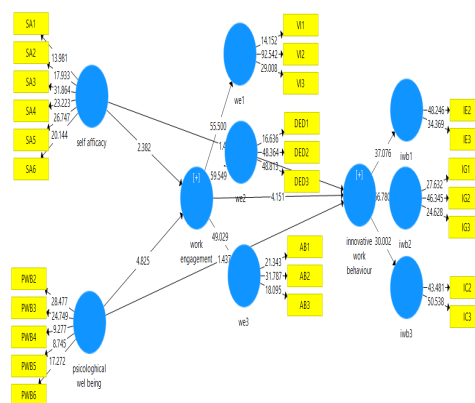 SA1
SA2
SA3
SA4
SA5
SA6
13.981
17.933
31.864
23.223
26.747
20.144
self afficacy
2.382
55.500
59.549
49.029
4.151
4.825
1.437
[+]
work
engagement
we1
14.152
92.542
29.008
VI1
VI2
VI3
we2
16.636
48.364
48.813
DED1
DED2
DED3
we3
21.343
31.787
18.095
AB1
AB2
AB3
[+]
innovative
work
behaviour
37.076
30.002
iwb1
48.246
34.369
IE2
IE3
iwb2
27.632
46.345
24.628
IG1
IG2
IG3
iwb3
43.481
50.538
IC2
IC3
PWB2
PWB3
PWB4
PWB5
PWB6
28.477
24.749
9.277
8.745
17.272
psicologhical
wel being